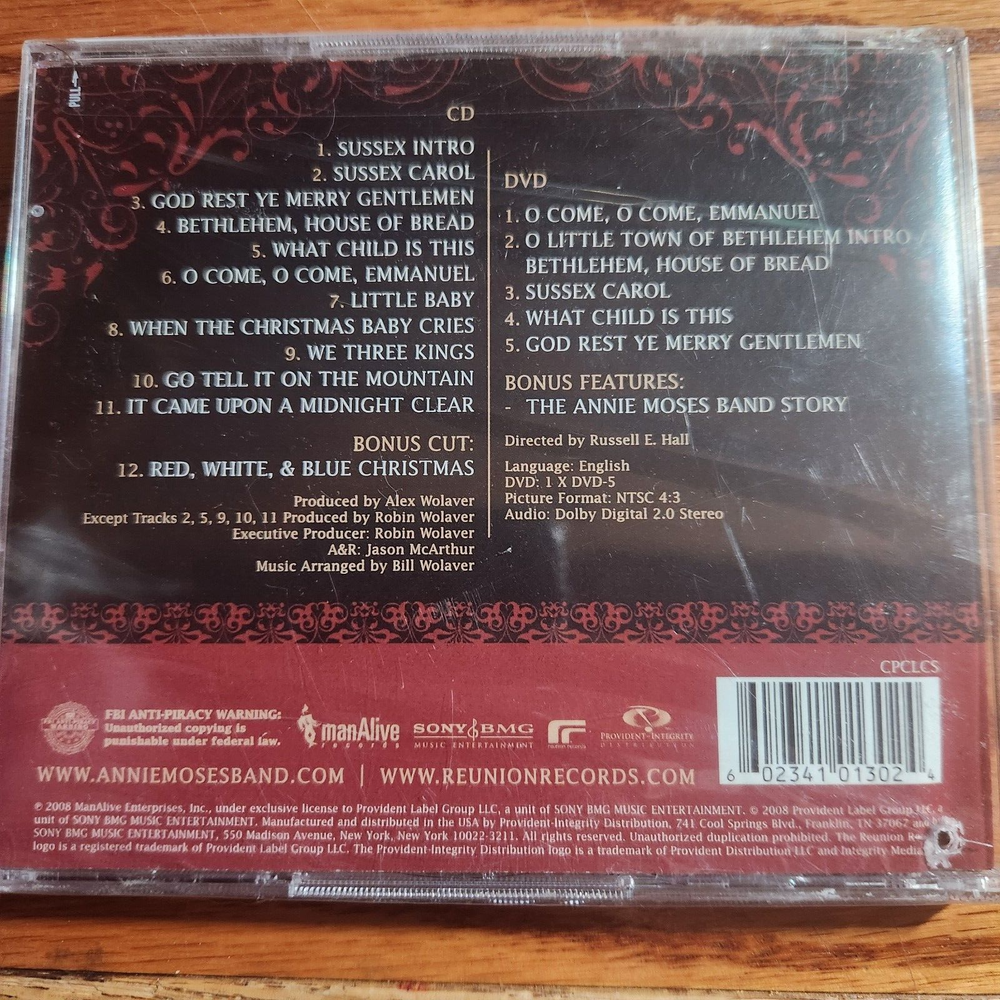 PULL→
CD
1. SUSSEX INTRO
2. SUSSEX CAROL
3. GOD REST YE MERRY GENTLEMEN
4. BETHLEHEM, HOUSE OF BREAD
5. WHAT CHILD IS THIS
6. O COME, O COME, EMMANUEL
7. LITTLE BABY
8. WHEN THE CHRISTMAS BABY CRIES
9. WE THREE KINGS
10. GO TELL IT ON THE MOUNTAIN
11. IT CAME UPON A MIDNIGHT CLEAR
BONUS CUT:
12. RED, WHITE, & BLUE CHRISTMAS
Produced by Alex Wolaver
Except Tracks 2, 5, 9, 10, 11 Produced by Robin Wolaver
Executive Producer: Robin Wolaver
A&R: Jason McArthur
Music Arranged by Bill Wolaver
DVD
1. O COME, O COME, EMMANUEL
2. O LITTLE TOWN OF BETHLEHEM INTRO
BETHLEHEM, HOUSE OF BREAD
3. SUSSEX CAROL
4. WHAT CHILD IS THIS
5. GOD REST YE MERRY GENTLEMEN
BONUS FEATURES:
- THE ANNIE MOSES BAND STORY
Directed by Russell E. Hall
Language: English
DVD: 1 X DVD-5
Picture Format: NTSC 4:3
Audio: Dolby Digital 2.0 Stereo
CPCLCS
FBI ANTI-PIRACY WARNING:
Unauthorized copying is
punishable under federal law.
manAlive
records
SONY BMG
MUSIC ENTERTAINMENT
REUNION RECORDS
PROVIDENT-INTEGRITY
DISTRIBUTION
6 02341 01302 4
WWW.ANNIEMOSESBAND.COM | WWW.REUNIONRECORDS.COM
℗ 2008 ManAlive Enterprises, Inc., under exclusive license to Provident Label Group LLC, a unit of SONY BMG MUSIC ENTERTAINMENT. © 2008 Provident Label Group LLC, a
unit of SONY BMG MUSIC ENTERTAINMENT. Manufactured and distributed in the USA by Provident-Integrity Distribution, 741 Cool Springs Blvd., Franklin, TN 37067 and
SONY BMG MUSIC ENTERTAINMENT, 550 Madison Avenue, New York, New York 10022-3211. All rights reserved. Unauthorized duplication prohibited. The Reunion
logo is a registered trademark of Provident Label Group LLC. The Provident-Integrity Distribution logo is a trademark of Provident Distribution LLC and Integrity Media